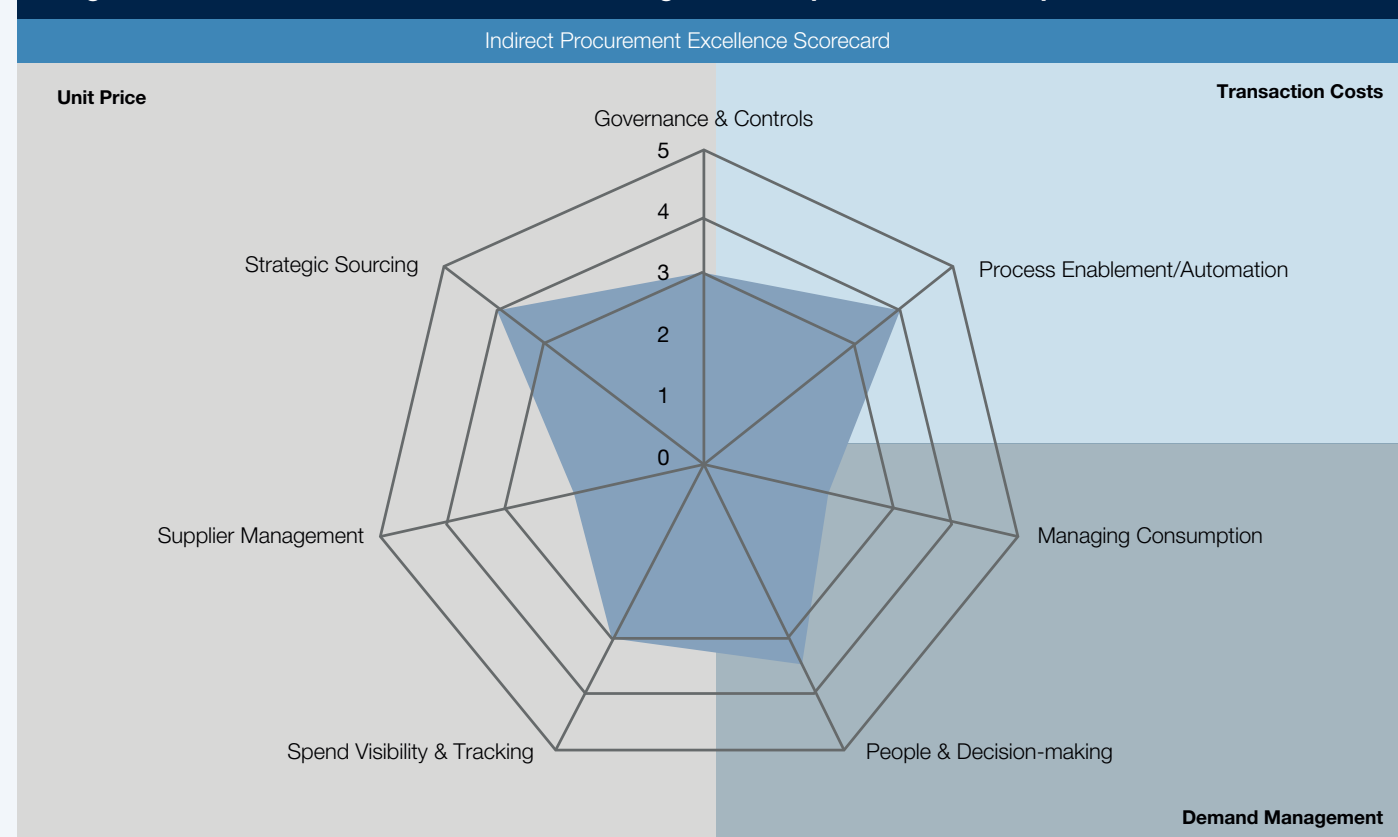 Indirect Procurement Excellence Scorecard
Unit Price
Transaction Costs
Governance & Controls
5
4
3
2
1
0
Strategic Sourcing
Process Enablement/Automation
Supplier Management
Managing Consumption
Spend Visibility & Tracking
People & Decision-making
Demand Management